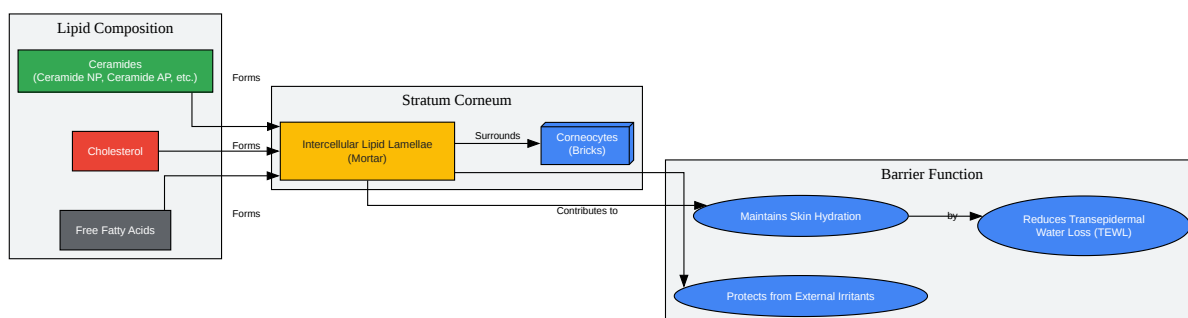 Lipid Composition
Ceramides
(Ceramide NP, Ceramide AP, etc.)
Cholesterol
Free Fatty Acids
Forms
Forms
Forms
Stratum Corneum
Intercellular Lipid Lamellae
(Mortar)
Surrounds
Corneocytes
(Bricks)
Contributes to
Barrier Function
Maintains Skin Hydration
by
Reduces Transepidermal
Water Loss (TEWL)
Protects from External Irritants